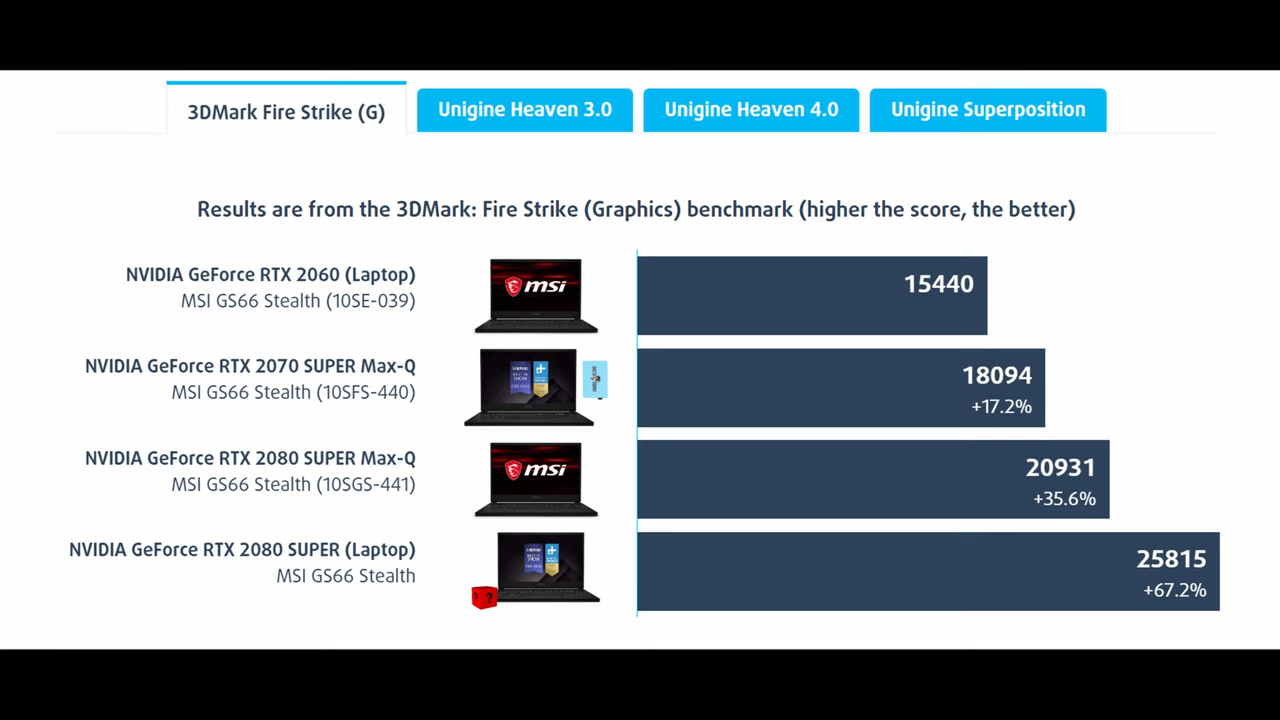 3DMark Fire Strike (G)
Unigine Heaven 3.0
Unigine Heaven 4.0
Unigine Superposition
Results are from the 3DMark: Fire Strike (Graphics) benchmark (higher the score, the better)
NVIDIA GeForce RTX 2060 (Laptop)
MSI GS66 Stealth (10SE-039)
msi
15440
NVIDIA GeForce RTX 2070 SUPER Max-Q
MSI GS66 Stealth (10SFS-440)
18094
+17.2%
NVIDIA GeForce RTX 2080 SUPER Max-Q
MSI GS66 Stealth (10SGS-441)
msi
20931
+35.6%
NVIDIA GeForce RTX 2080 SUPER (Laptop)
MSI GS66 Stealth
? ?
25815
+67.2%